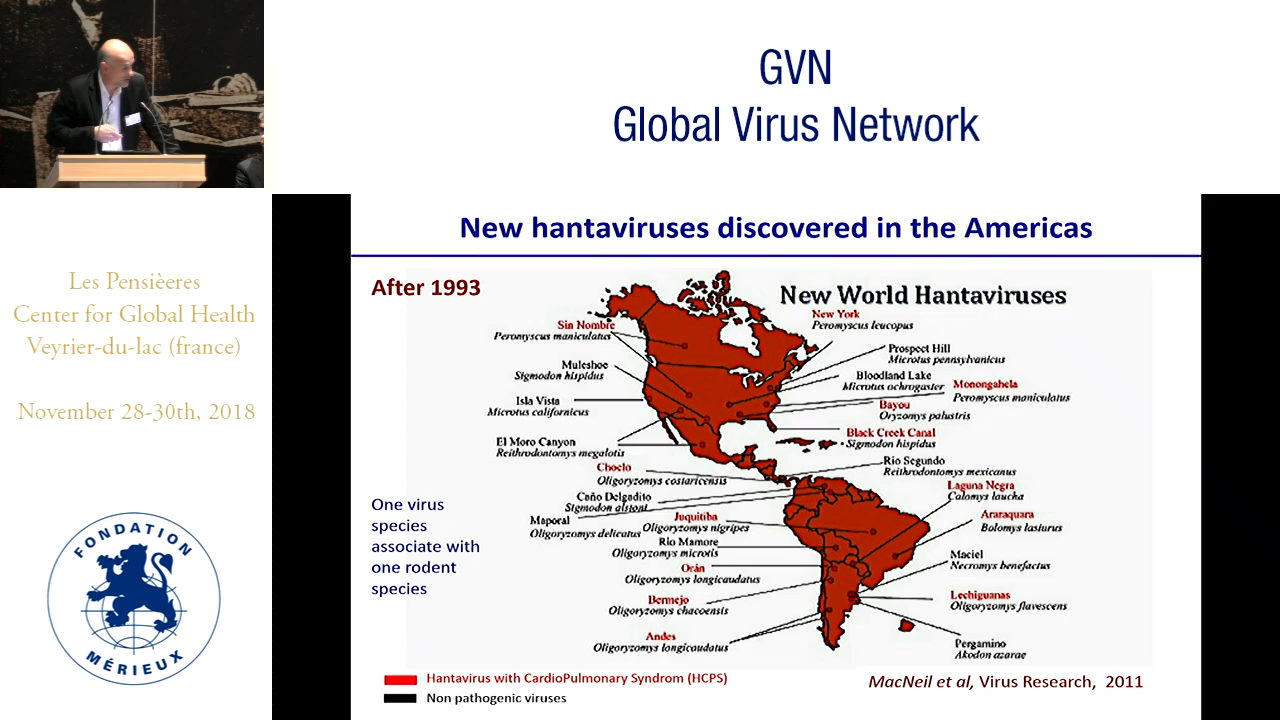 GVN
Global Virus Network
Les Pensièeres
Center for Global Health
Veyrier-du-lac (france)
November 28-30th, 2018
FONDATION
MÉRIEUX
New hantaviruses discovered in the Americas
After 1993
New World Hantaviruses
Sin Nombre
Peromyscus maniculatus
Muleshoe
Sigmodon hispidus
Isla Vista
Microtus californicus
El Moro Canyon
Reithrodontomys megalotis
Choclo
Oligoryzomys costaricensis
Caño Delgadito
Sigmodon alstoni
Maporal
Oligoryzomys delicatus
Juquitiba
Oligoryzomys nigripes
Rio Mamore
Oligoryzomys microtis
Orán
Oligoryzomys longicaudatus
Bermejo
Oligoryzomys chacoensis
Andes
Oligoryzomys longicaudatus
New York
Peromyscus leucopus
Prospect Hill
Microtus pennsylvanicus
Bloodland Lake
Microtus ochrogaster
Monongahela
Peromyscus maniculatus
Bayou
Oryzomys palustris
Black Creek Canal
Sigmodon hispidus
Rio Segundo
Reithrodontomys mexicanus
Laguna Negra
Calomys laucha
Araraquara
Bolomys lasiurus
Maciel
Necromys benefactus
Lechiguanas
Oligoryzomys flavescens
Pergamino
Akodon azarae
One virus
species
associate with
one rodent
species
Hantavirus with CardioPulmonary Syndrom (HCPS)
Non pathogenic viruses
MacNeil et al, Virus Research, 2011